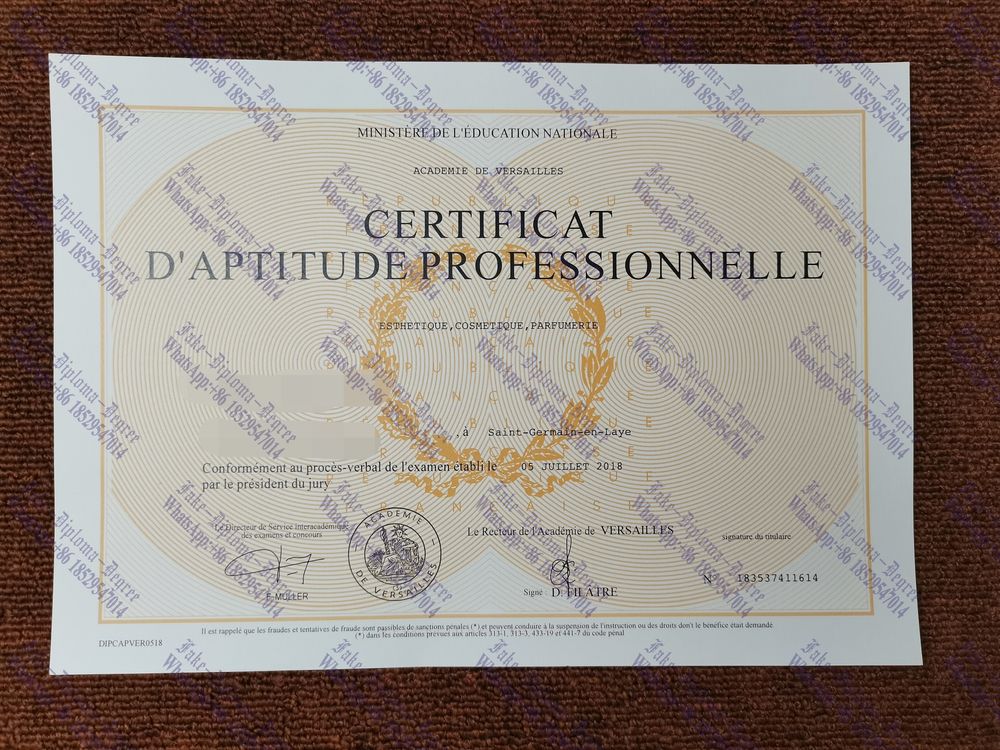 MINISTÈRE DE L'ÉDUCATION NATIONALE
ACADEMIE DE VERSAILLES
CERTIFICAT
D'APTITUDE PROFESSIONNELLE
ESTHETIQUE,COSMETIQUE,PARFUMERIE
, à Saint-Germain-en-Laye
Conformément au procès-verbal de l'examen établi le 05 JUILLET 2018
par le président du jury
Le Directeur de Service interacadémique
des examens et concours
ACADÉMIE
DE VERSAILLES
Le Recteur de l'Académie de VERSAILLES
signature du titulaire
N° 183537411614
Signé : D. FILATRE
F-MULLER
Il est rappelé que les fraudes et tentatives de fraude sont passibles de sanctions pénales (*) et peuvent conduire à la suspension de l'instruction ou des droits dont le bénéfice était demandé.
(*) dans les conditions prévues aux articles 313-1, 313-3, 433-19 et 441-7 du code pénal
DIPCAPVER0518
Fake-Diploma-Degree
WhatsApp:+86 18529547014